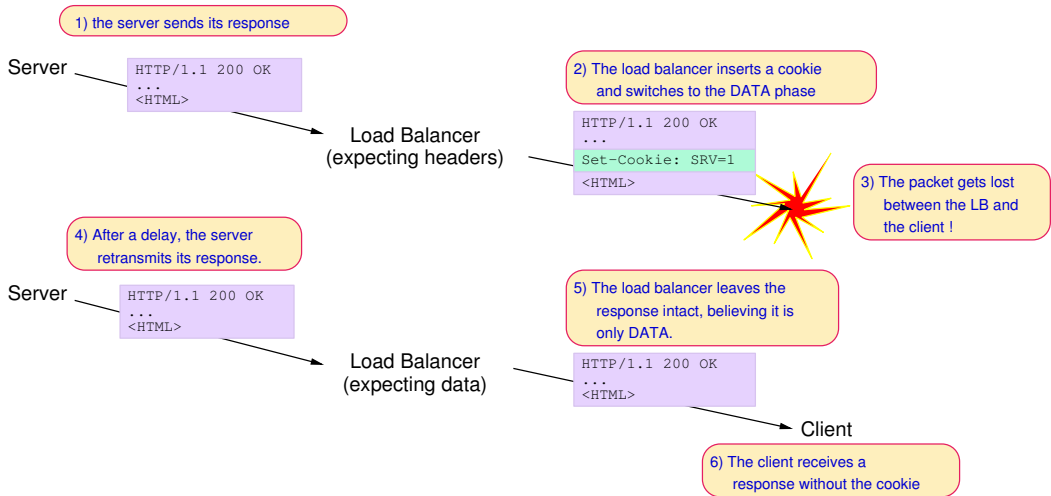 1) the server sends its response
Server
HTTP/1.1 200 OK
...
<HTML>
Load Balancer
(expecting headers)
2) The load balancer inserts a cookie
and switches to the DATA phase
HTTP/1.1 200 OK
...
Set-Cookie: SRV=1
<HTML>
3) The packet gets lost
between the LB and
the client !
4) After a delay, the server
retransmits its response.
Server
HTTP/1.1 200 OK
...
<HTML>
Load Balancer
(expecting data)
5) The load balancer leaves the
response intact, believing it is
only DATA.
HTTP/1.1 200 OK
...
<HTML>
Client
6) The client receives a
response without the cookie